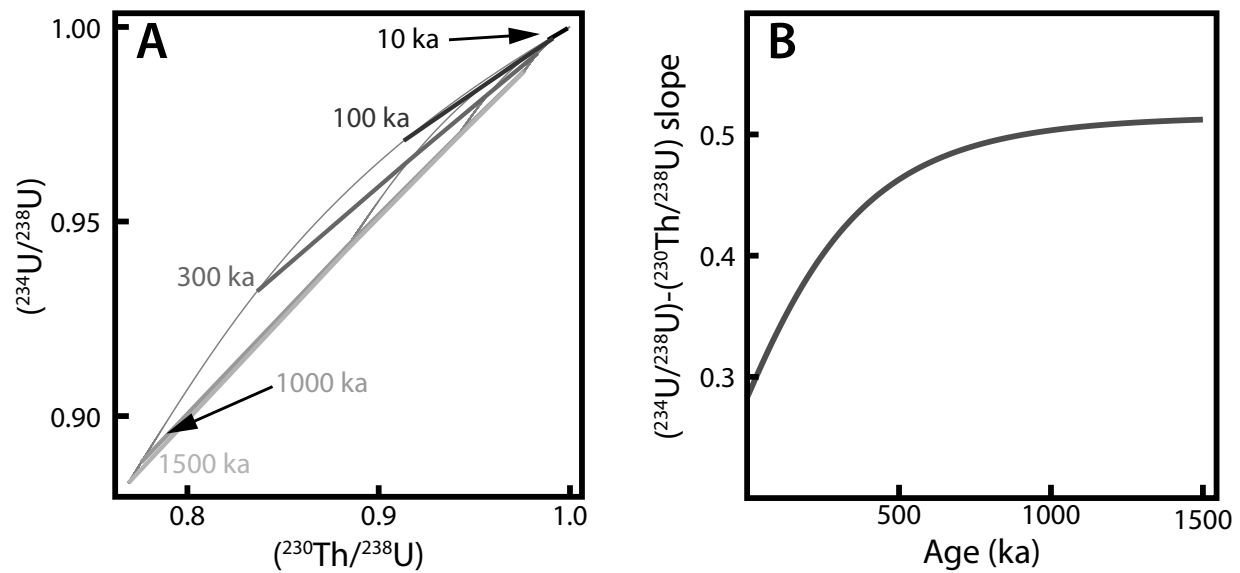 A
1.00
0.95
0.90
(²³⁴U/²³⁸U)
10 ka
100 ka
300 ka
1000 ka
1500 ka
0.8 0.9 1.0
(²³⁰Th/²³⁸U)
B
0.5
0.4
0.3
(²³⁴U/²³⁸U)-(²³⁰Th/²³⁸U) slope
500 1000 1500
Age (ka)